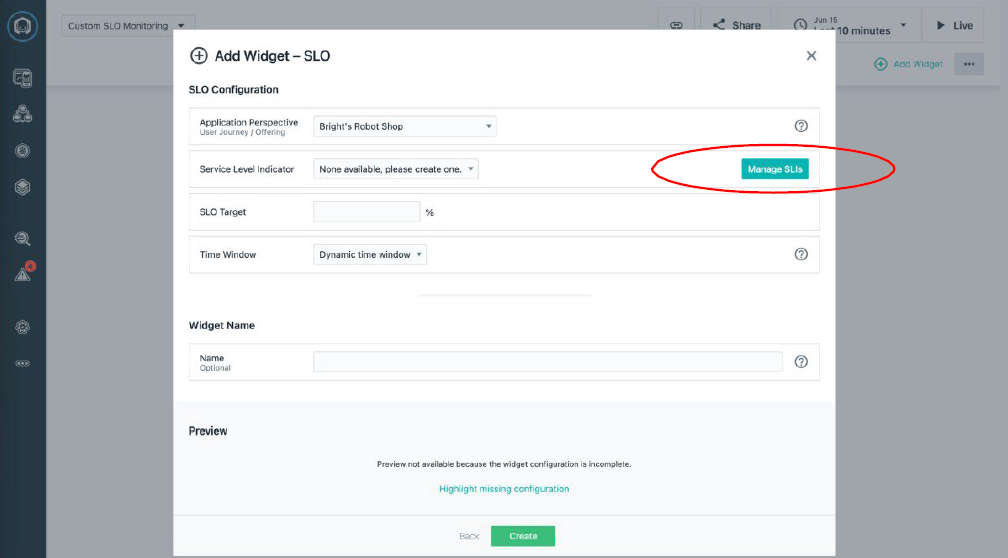 Custom SLO Monitoring
Share
Jun 15
Last 10 minutes
Live
Add Widget
Add Widget – SLO
SLO Configuration
Application Perspective
User Journey / Offering
Bright's Robot Shop
Service Level Indicator
None available, please create one.
Manage SLIs
SLO Target
%
Time Window
Dynamic time window
Widget Name
Name
Optional
Preview
Preview not available because the widget configuration is incomplete.
Highlight missing configuration
Back
Create